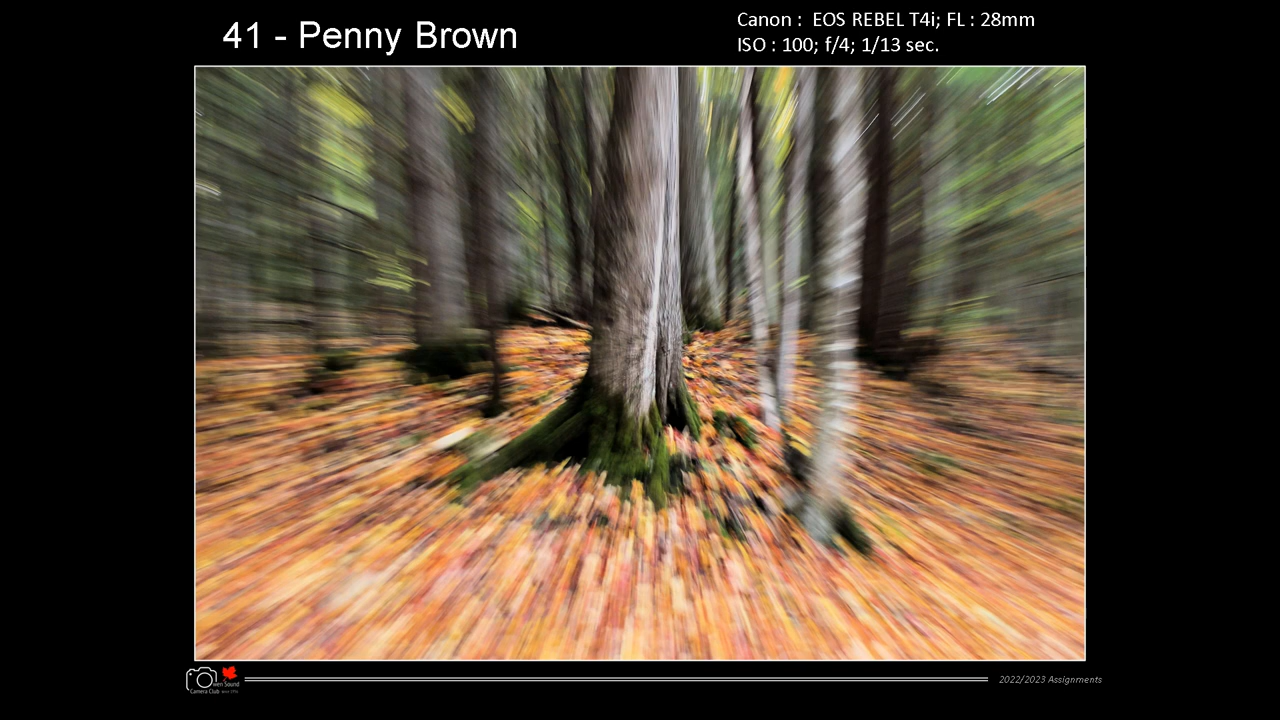 41 - Penny Brown
Canon : EOS REBEL T4i; FL : 28mm
ISO : 100; f/4; 1/13 sec.
Owen Sound
Camera Club
2022/2023 Assignments